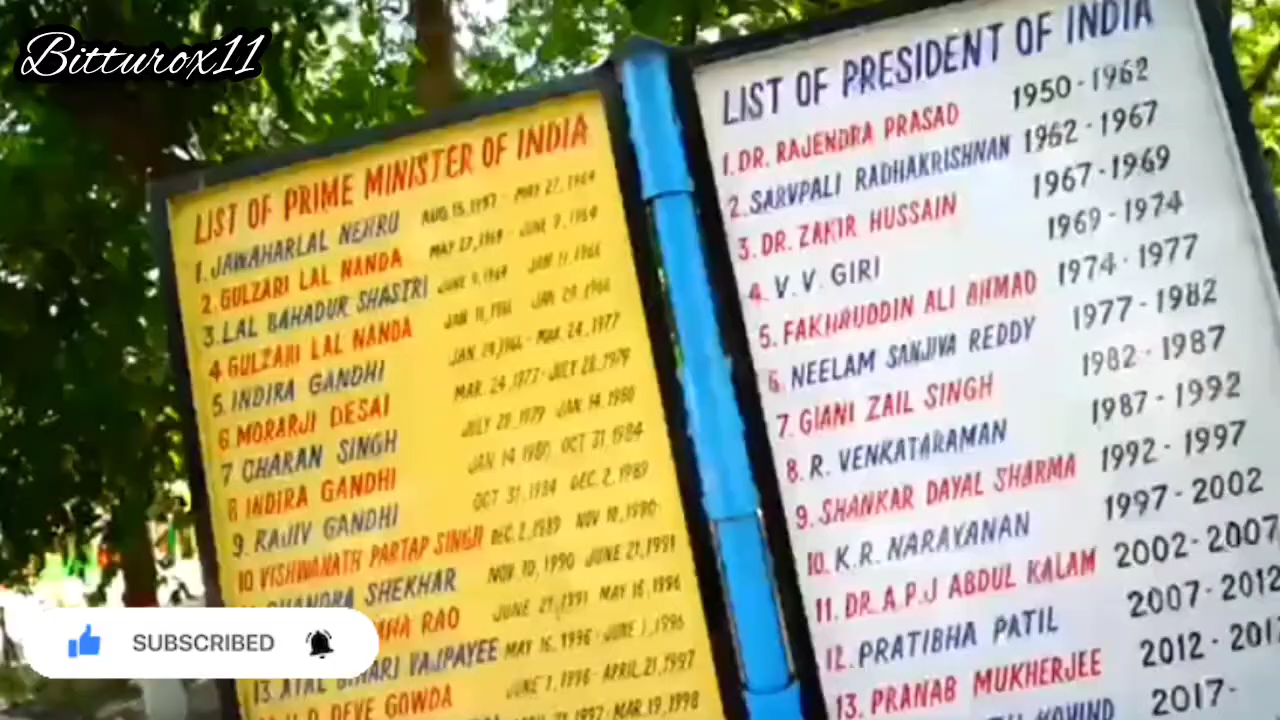 Bitturox11
LIST OF PRIME MINISTER OF INDIA
1. JAWAHARLAL NEHRU AUG.15,1997 - MAY 27, 1964
2. GULZARI LAL NANDA MAY 27,1964 - JUNE 9, 1964
3. LAL BAHADUR SHASTRI JUNE 9,1964 JAN 11,1966
4 GULZARI LAL NANDA JAN 11,1966 JAN 24, 1966
5. INDIRA GANDHI JAN 24,1966 - MAR. 24, 1977
6. MORARJI DESAI MAR. 24,1977 - JULY 28,1979
7 CHARAN SINGH JULY 29,1979 JAN 14, 1980
8 INDIRA GANDHI JAN 14 1980 OCT 31, 1984
9. RAJIV GANDHI OCT 31, 1984 DEC. 2, 1989
10 VISHWANATH PARTAP SINGH DEC. 2, 1989 NOV 10, 1990
CHANDRA SHEKHAR NOV 10, 1990 JUNE 21, 1991
RAO JUNE 21, 1991 MAY 16, 1996
13. ATAL BIHARI VAJPAYEE MAY 16, 1996 - JUNE 1, 1996
H.D. DEVE GOWDA JUNE 1, 1996 - APRIL 21, 1997
MAR. 19, 1998
LIST OF PRESIDENT OF INDIA
1. DR. RAJENDRA PRASAD 1950 - 1962
2. SARVPALI RADHAKRISHNAN 1962 - 1967
3. DR. ZAKIR HUSSAIN 1967 - 1969
4. V.V. GIRI 1969 - 1974
5. FAKHRUDDIN ALI AHMAD 1974 - 1977
6. NEELAM SANJIVA REDDY 1977 - 1982
7. GIANI ZAIL SINGH 1982 - 1987
8. R. VENKATARAMAN 1987 - 1992
9. SHANKAR DAYAL SHARMA 1992 - 1997
10. K.R. NARAYANAN 1997 - 2002
11. DR. A.P.J ABDUL KALAM 2002 - 2007
12. PRATIBHA PATIL 2007 - 2012
13. PRANAB MUKHERJEE 2012 - 201
KOVIND 2017 -
SUBSCRIBED